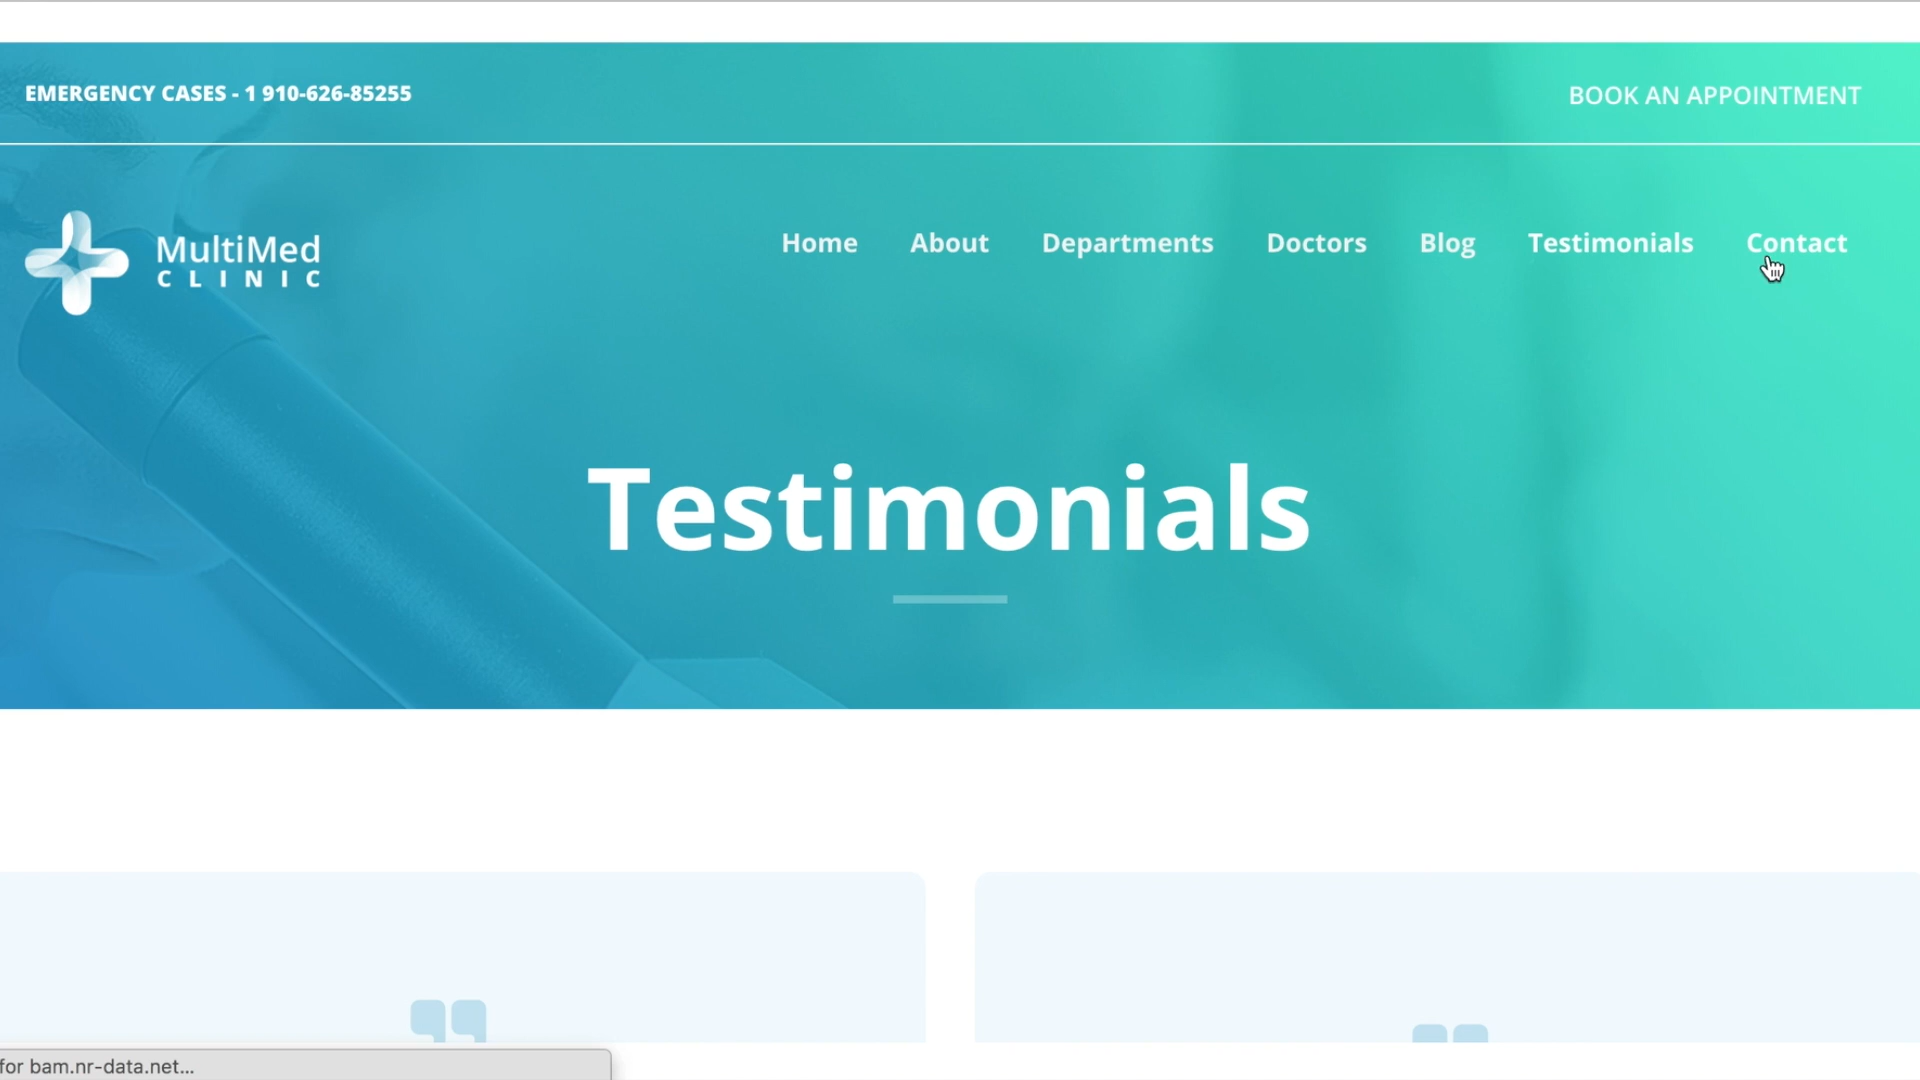 EMERGENCY CASES - 1 910-626-85255
BOOK AN APPOINTMENT
MultiMed
CLINIC
Home About Departments Doctors Blog Testimonials Contact
Testimonials
for bam.nr-data.net...